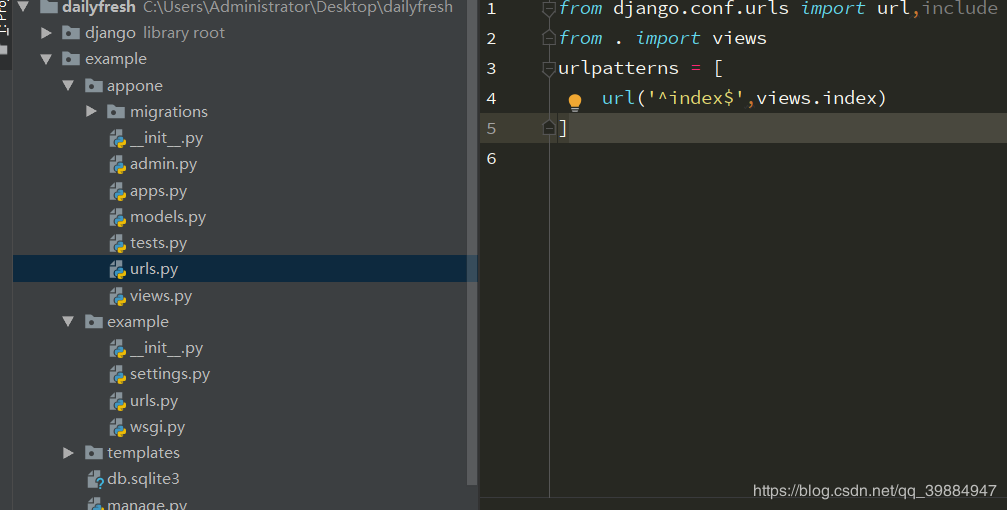 dailyfresh C:\Users\Administrator\Desktop\dailyfresh
django library root
example
appone
migrations
__init__.py
admin.py
apps.py
models.py
tests.py
urls.py
views.py
example
__init__.py
settings.py
urls.py
wsgi.py
templates
db.sqlite3
manage.py
1 from django.conf.urls import url,include
2 from . import views
3 urlpatterns = [
4 url('^index$',views.index)
5 ]
6
https://blog.csdn.net/qq_39884947